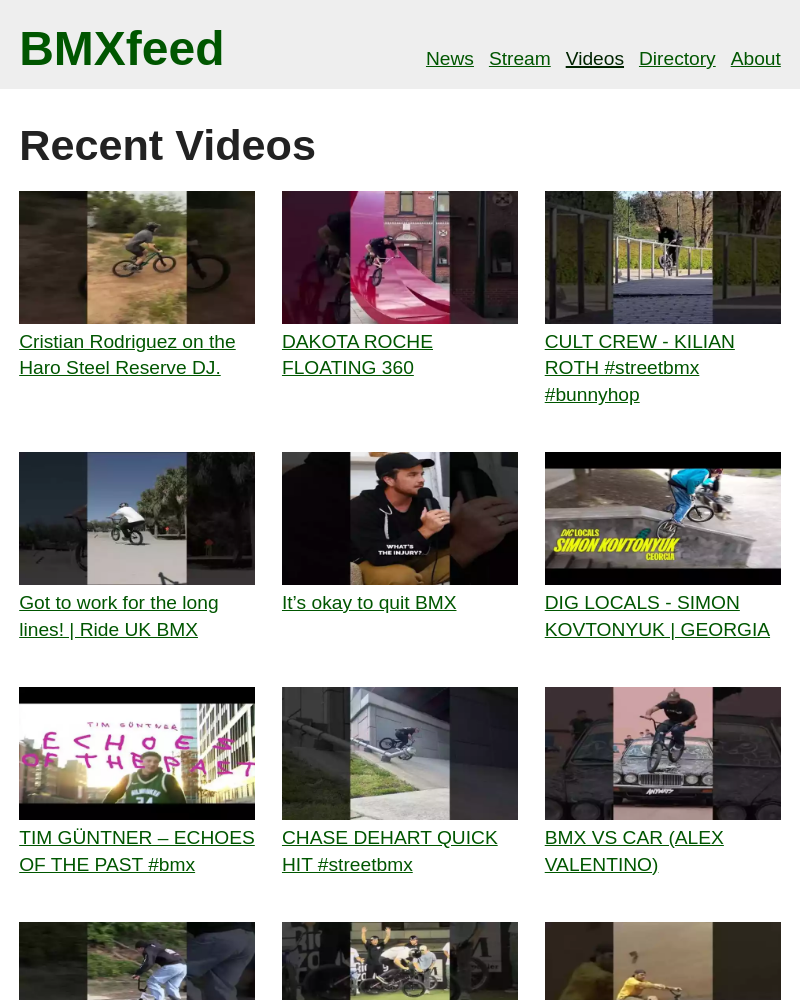 BMXfeed
News Stream Videos Directory About
Recent Videos
Cristian Rodriguez on the
Haro Steel Reserve DJ.
DAKOTA ROCHE
FLOATING 360
CULT CREW - KILIAN
ROTH #streetbmx
#bunnyhop
WHAT'S
THE INJURY?
DIG LOCALS
SIMON KOVTONYUK
GEORGIA
Got to work for the long
lines! | Ride UK BMX
It’s okay to quit BMX
DIG LOCALS - SIMON
KOVTONYUK | GEORGIA
TIM GÜNTNER
ECHOES
OF THE PAST
TIM GÜNTNER – ECHOES
OF THE PAST #bmx
CHASE DEHART QUICK
HIT #streetbmx
BMX VS CAR (ALEX
VALENTINO)